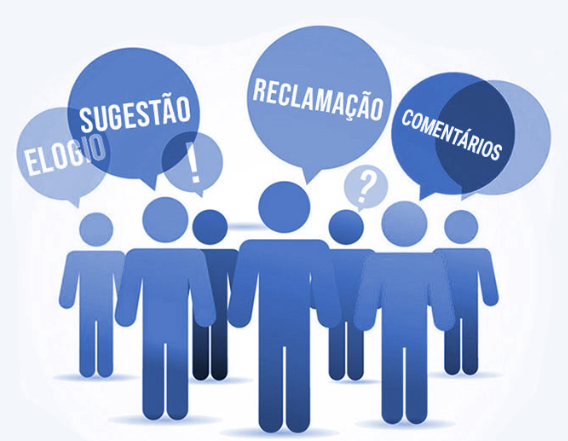 ELOGIO
SUGESTÃO
!
RECLAMAÇÃO
?
COMENTÁRIOS